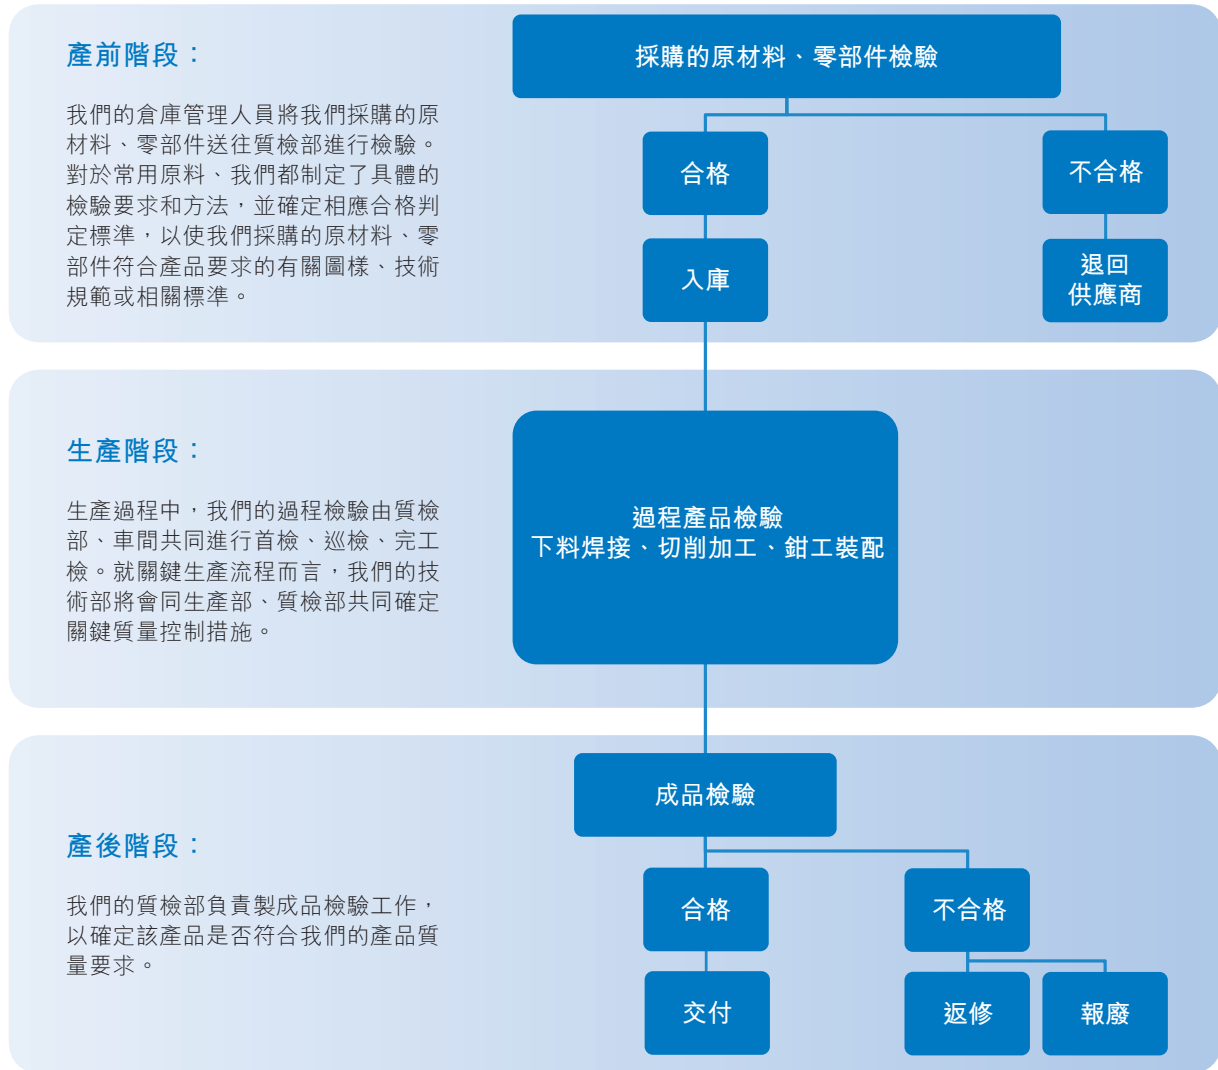 產前階段：
我們的倉庫管理人員將我們採購的原
材料、零部件送往質檢部進行檢驗。
對於常用原料、我們都制定了具體的
檢驗要求和方法，並確定相應合格判
定標準，以使我們採購的原材料、零
部件符合產品要求的有關圖樣、技術
規範或相關標準。
採購的原材料、零部件檢驗
合格
不合格
入庫
退回
供應商
生產階段：
生產過程中，我們的過程檢驗由質檢
部、車間共同進行首檢、巡檢、完工
檢。就關鍵生產流程而言，我們的技
術部將會同生產部、質檢部共同確定
關鍵質量控制措施。
過程產品檢驗
下料焊接、切削加工、鉗工裝配
產後階段：
我們的質檢部負責製成品檢驗工作，
以確定該產品是否符合我們的產品質
量要求。
成品檢驗
合格
不合格
交付
返修
報廢